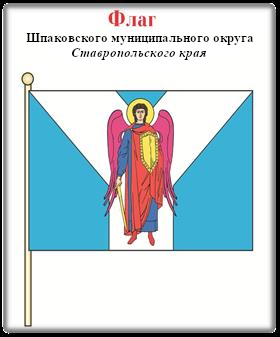 Флаг
Шпаковского муниципального округа
Ставропольского края